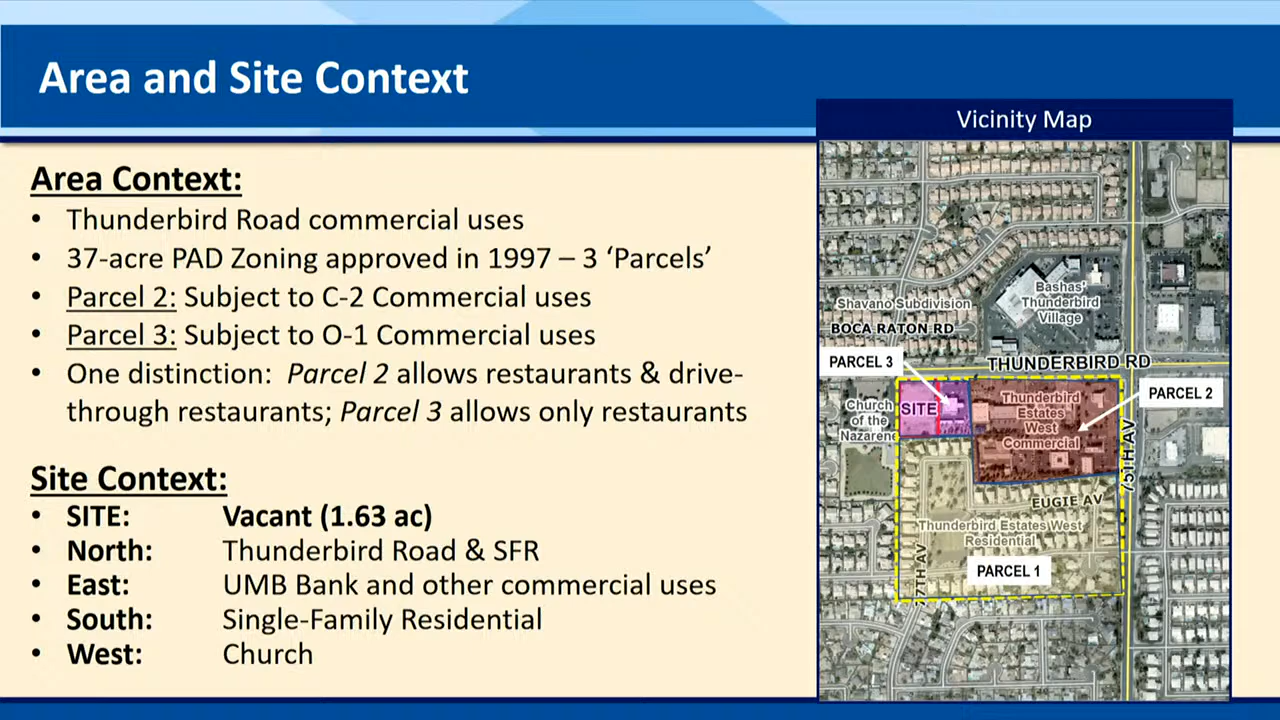 Area and Site Context
Vicinity Map
Area Context:
• Thunderbird Road commercial uses
• 37-acre PAD Zoning approved in 1997 – 3 ‘Parcels’
• Parcel 2: Subject to C-2 Commercial uses
• Parcel 3: Subject to O-1 Commercial uses
• One distinction: Parcel 2 allows restaurants & drive-
through restaurants; Parcel 3 allows only restaurants
Site Context:
• SITE: Vacant (1.63 ac)
• North: Thunderbird Road & SFR
• East: UMB Bank and other commercial uses
• South: Single-Family Residential
• West: Church
Bashas'
Thunderbird
Village
Shavano Subdivision
BOCA RATON RD
THUNDERBIRD RD
PARCEL 3
PARCEL 2
SITE
Thunderbird
Estates
West
Commercial
Church
of the
Nazarene
75TH AV
EUGIE AV
Thunderbird Estates West
Residential
PARCEL 1
77TH AV